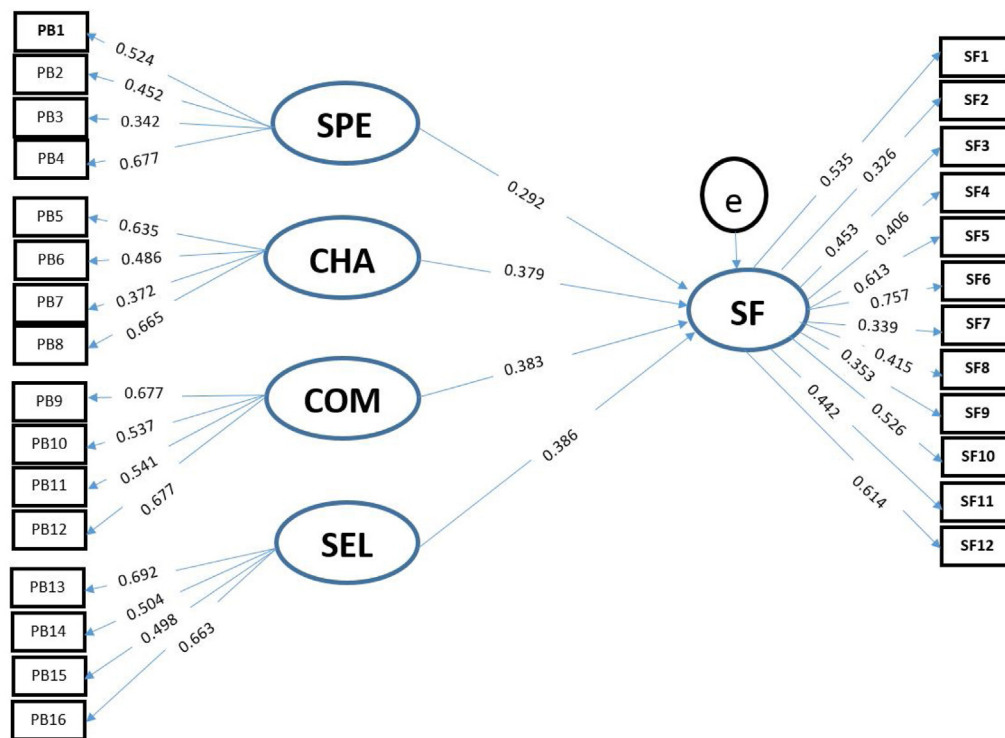 PB1
PB2
PB3
PB4
0.524
0.452
0.342
0.677
SPE
0.292
PB5
PB6
PB7
PB8
0.635
0.486
0.372
0.665
CHA
0.379
PB9
PB10
PB11
PB12
0.677
0.537
0.541
0.677
COM
0.383
PB13
PB14
PB15
PB16
0.692
0.504
0.498
0.663
SEL
0.386
e
SF
0.535
0.326
0.453
0.406
0.613
0.757
0.339
0.415
0.353
0.526
0.442
0.614
SF1
SF2
SF3
SF4
SF5
SF6
SF7
SF8
SF9
SF10
SF11
SF12